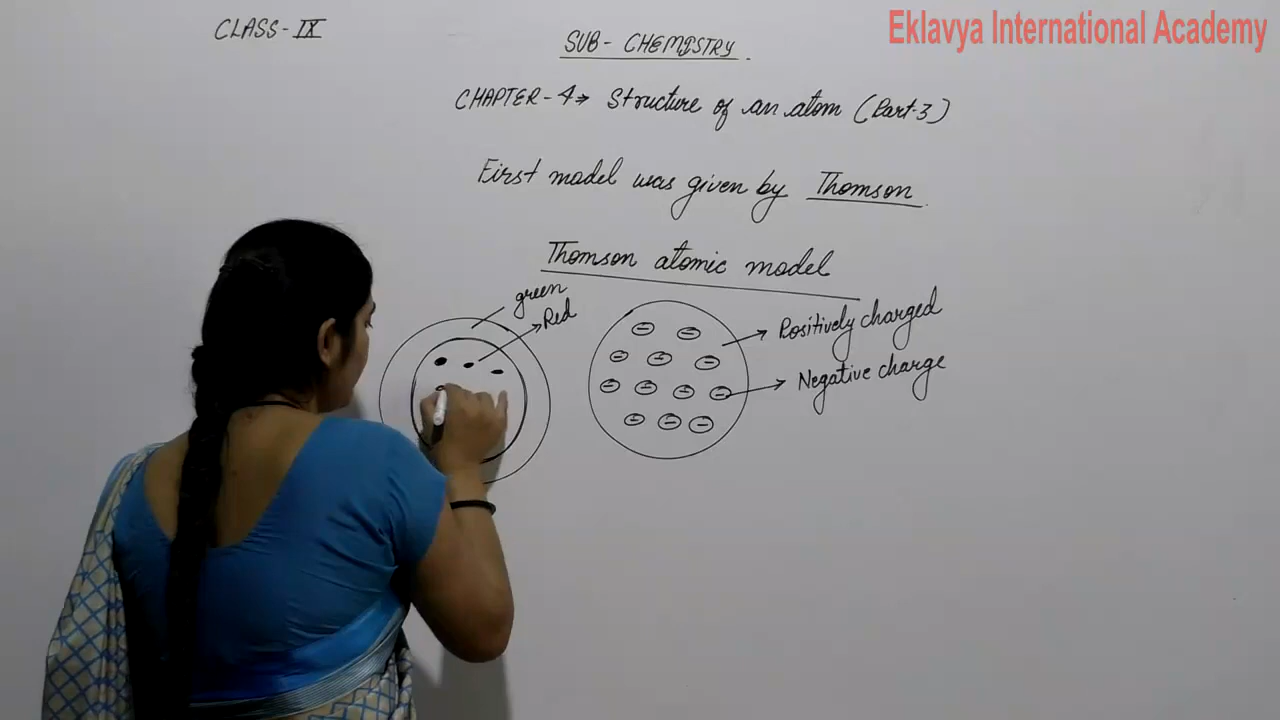 Eklavya International Academy
CLASS-IX
SUB- CHEMISTRY.
CHAPTER-4→ Structure of an atom (Part-3)
First model was given by Thomson.
Thomson atomic model
green
Red
Positively charged
Negative charge